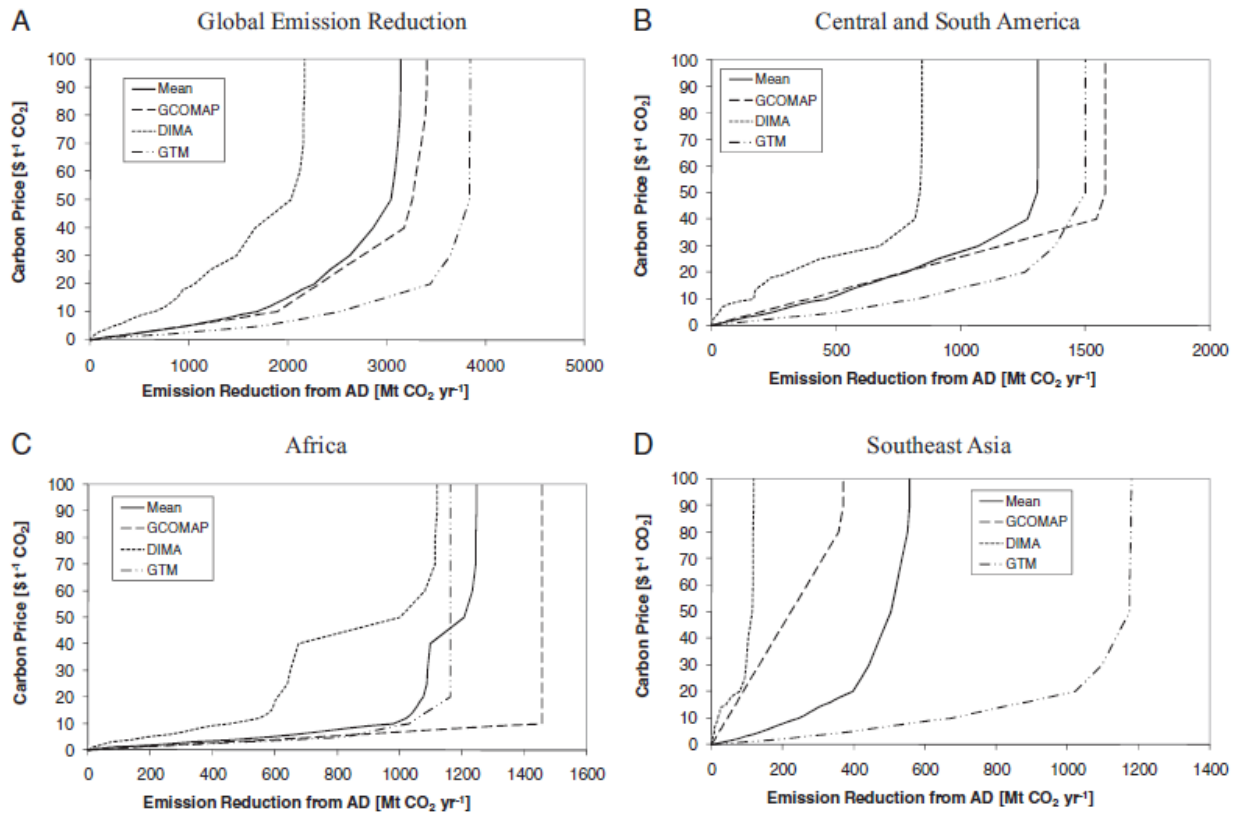 A Global Emission Reduction
Carbon Price [$ t⁻¹ CO₂]
100
90
80
70
60
50
40
30
20
10
0
Mean
GCOMAP
DIMA
GTM
0 1000 2000 3000 4000 5000
Emission Reduction from AD [Mt CO₂ yr⁻¹]
B Central and South America
Carbon Price [$ t⁻¹ CO₂]
100
90
80
70
60
50
40
30
20
10
0
Mean
GCOMAP
DIMA
GTM
0 500 1000 1500 2000
Emission Reduction from AD [Mt CO₂ yr⁻¹]
C Africa
Carbon Price [$ t⁻¹ CO₂]
100
90
80
70
60
50
40
30
20
10
0
Mean
GCOMAP
DIMA
GTM
0 200 400 600 800 1000 1200 1400 1600
Emission Reduction from AD [Mt CO₂ yr⁻¹]
D Southeast Asia
Carbon Price [$ t⁻¹ CO₂]
100
90
80
70
60
50
40
30
20
10
0
Mean
GCOMAP
DIMA
GTM
0 200 400 600 800 1000 1200 1400
Emission Reduction from AD [Mt CO₂ yr⁻¹]